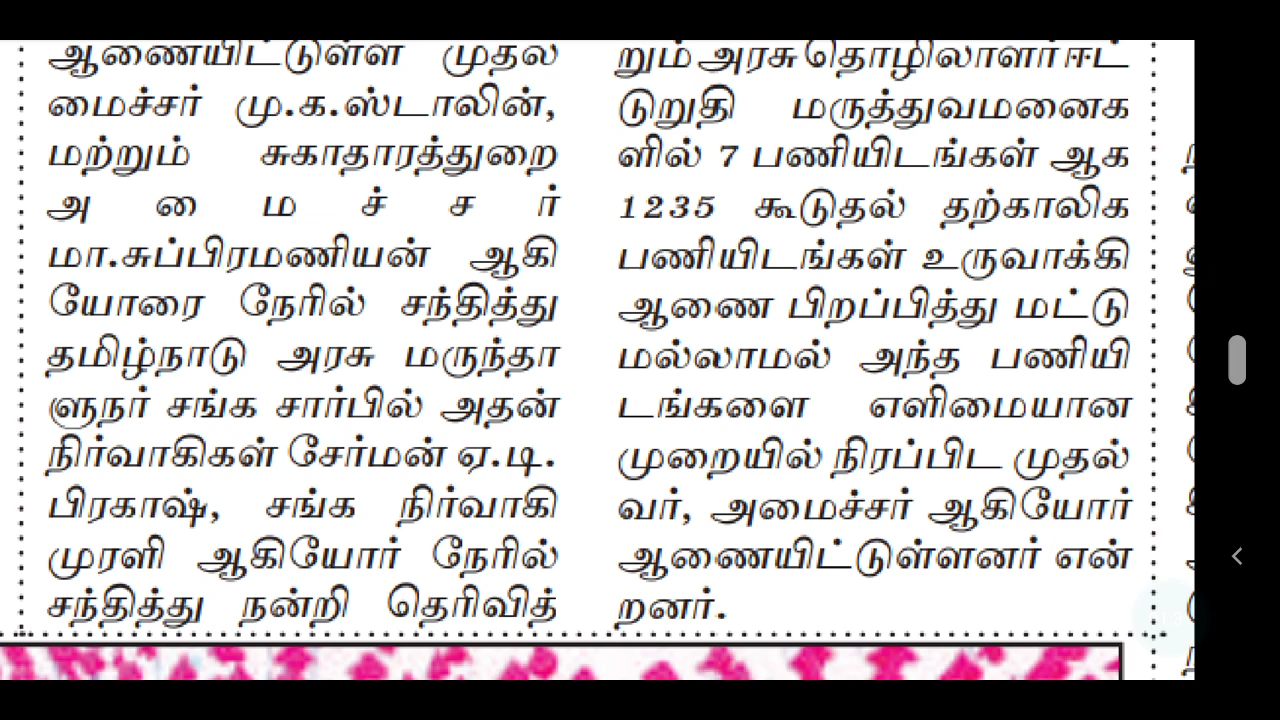 ஆணையிட்டுள்ள முதல
மைச்சர் மு.க.ஸ்டாலின்,
மற்றும் சுகாதாரத்துறை
அ மை ச் ச ர்
மா.சுப்பிரமணியன் ஆகி
யோரை நேரில் சந்தித்து
தமிழ்நாடு அரசு மருந்தா
ளுநர் சங்க சார்பில் அதன்
நிர்வாகிகள் சேர்மன் ஏ.டி.
பிரகாஷ், சங்க நிர்வாகி
முரளி ஆகியோர் நேரில்
சந்தித்து நன்றி தெரிவித்
றும் அரசு தொழிலாளர் ஈட்
டுறுதி மருத்துவமனைக
ளில் 7 பணியிடங்கள் ஆக
1235 கூடுதல் தற்காலிக
பணியிடங்கள் உருவாக்கி
ஆணை பிறப்பித்து மட்டு
மல்லாமல் அந்த பணியி
டங்களை எளிமையான
முறையில் நிரப்பிட முதல்
வர், அமைச்சர் ஆகியோர்
ஆணையிட்டுள்ளனர் என்
றனர்.